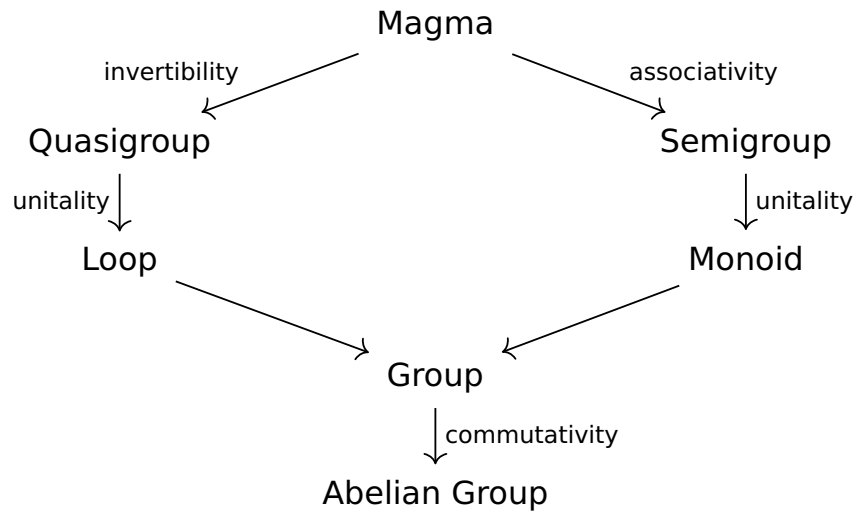 Magma
invertibility
associativity
Quasigroup
Semigroup
unitality
unitality
Loop
Monoid
Group
commutativity
Abelian Group